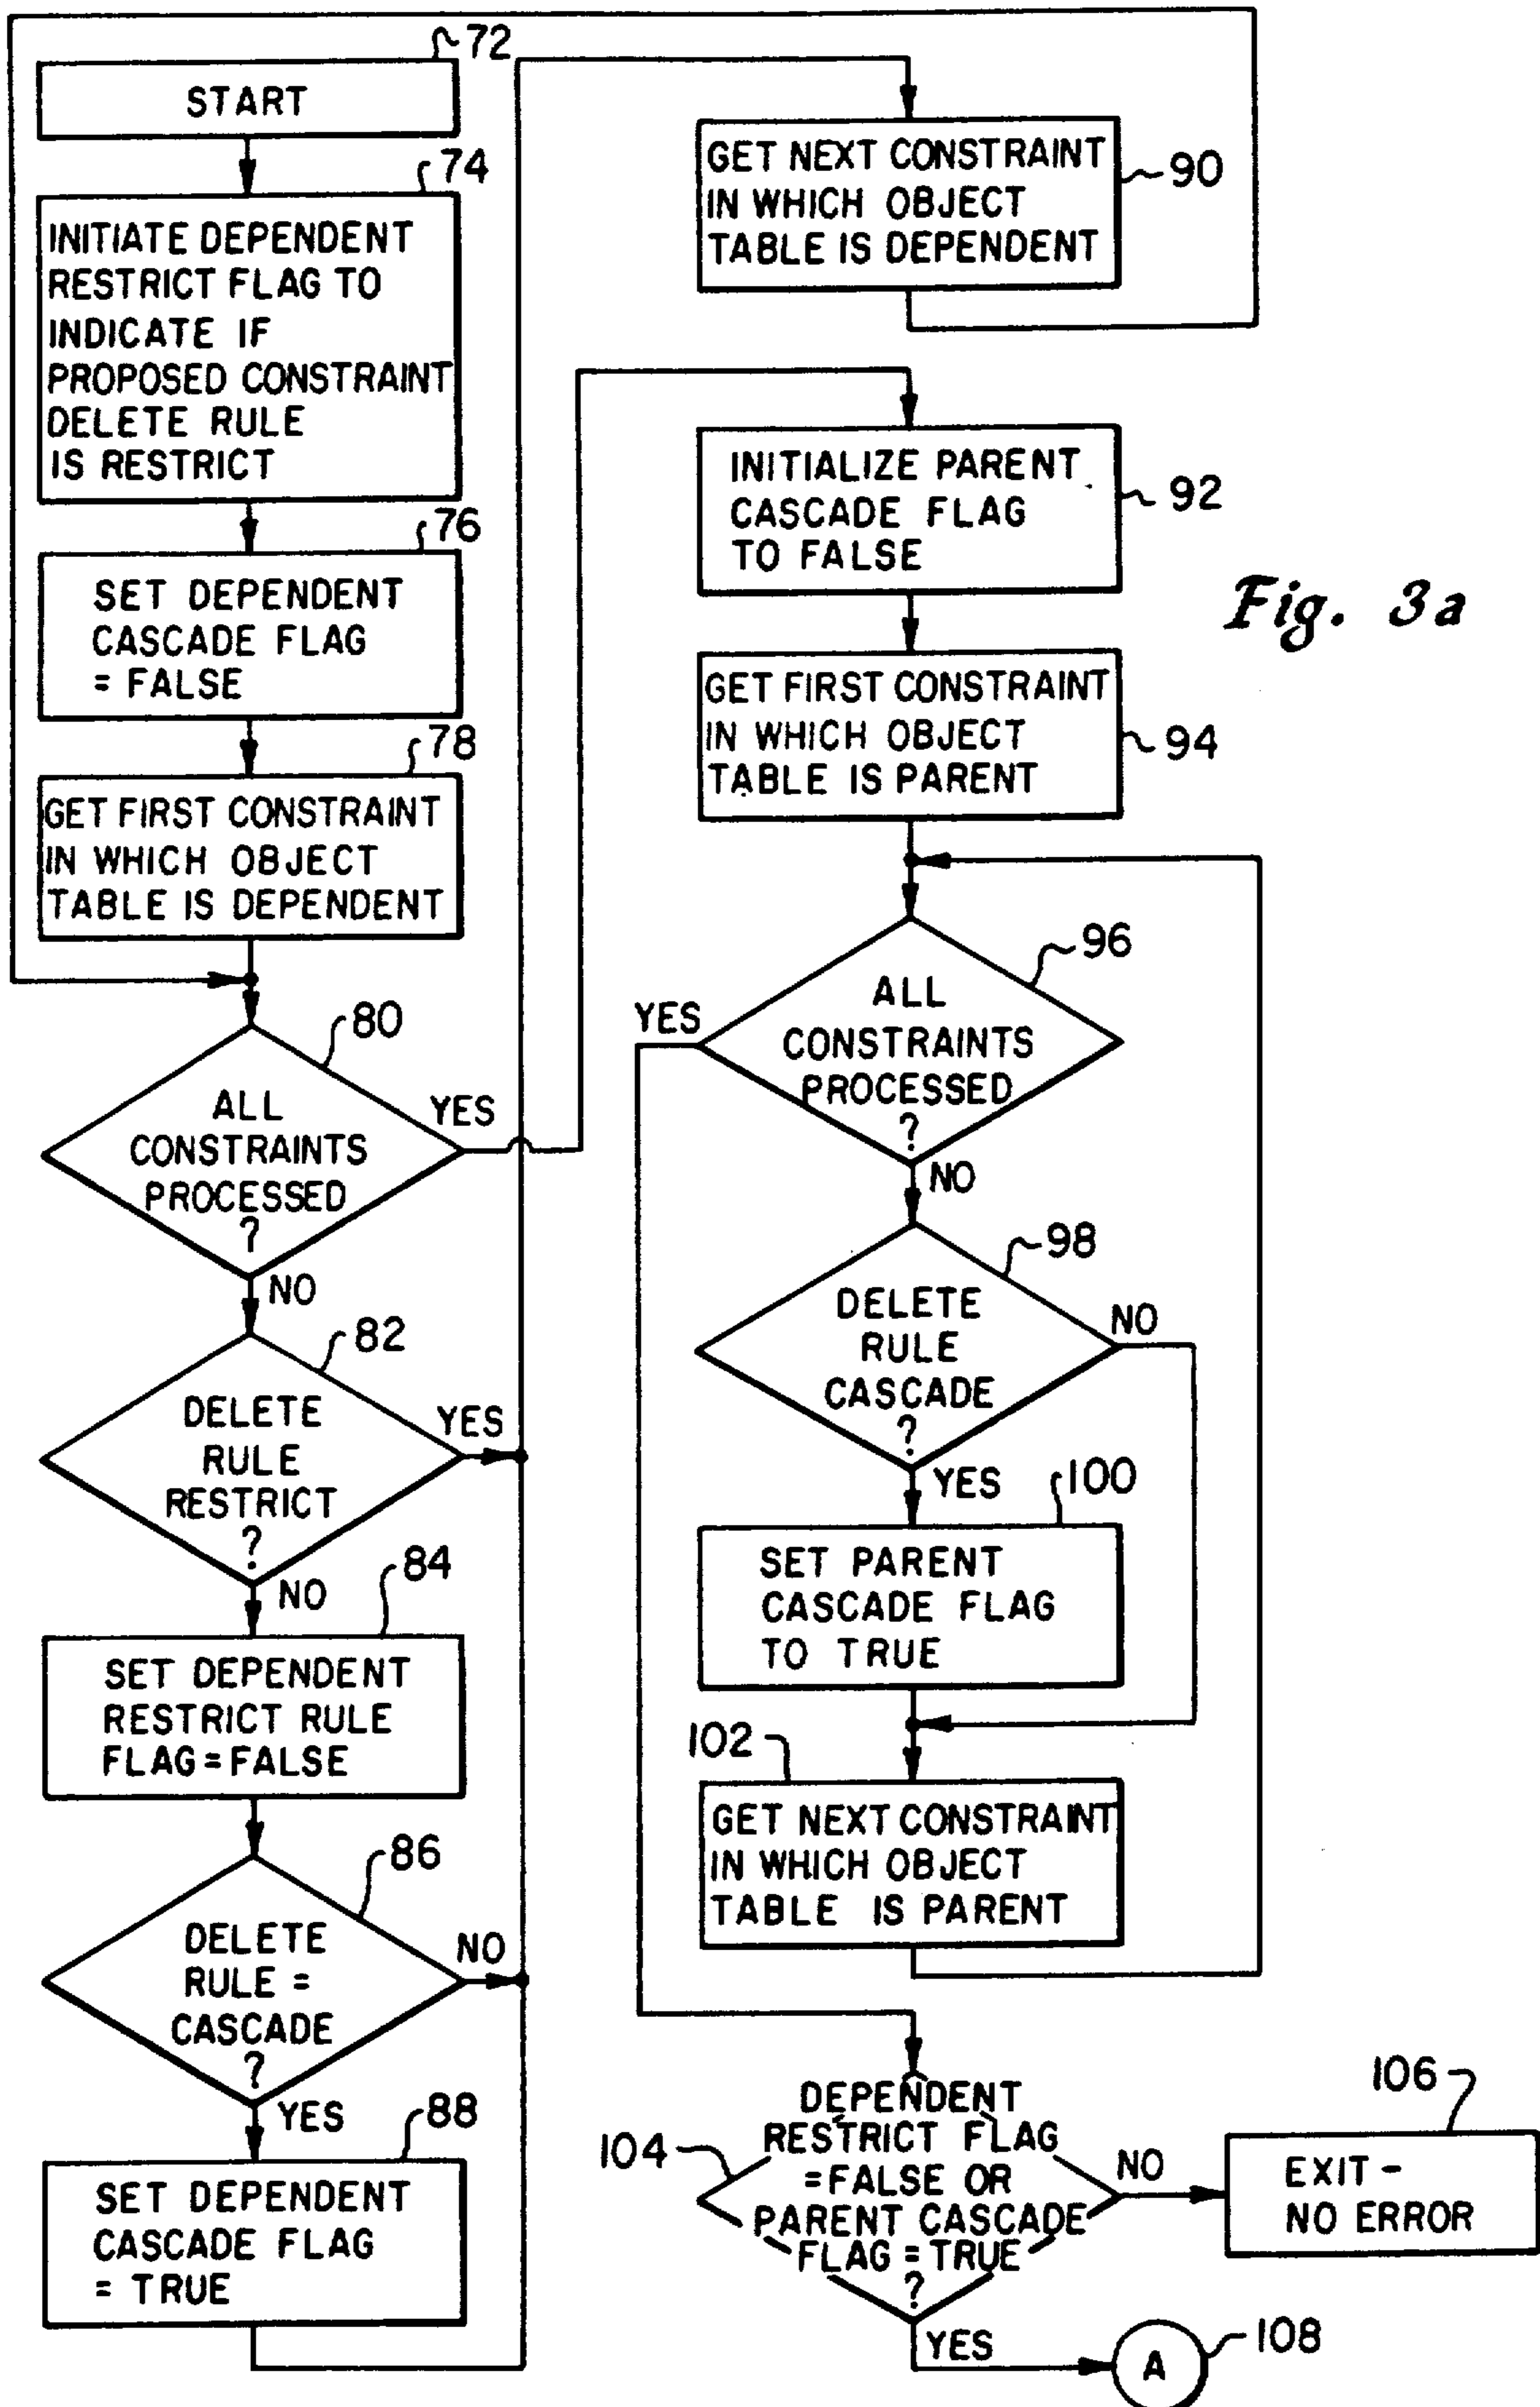 72
START
74
INITIATE DEPENDENT
RESTRICT FLAG TO
INDICATE IF
PROPOSED CONSTRAINT
DELETE RULE
IS RESTRICT
76
SET DEPENDENT
CASCADE FLAG
= FALSE
78
GET FIRST CONSTRAINT
IN WHICH OBJECT
TABLE IS DEPENDENT
80
ALL
CONSTRAINTS
PROCESSED
?
YES
NO
82
DELETE
RULE
RESTRICT
?
YES
NO
84
SET DEPENDENT
RESTRICT RULE
FLAG = FALSE
86
DELETE
RULE =
CASCADE
?
NO
YES
88
SET DEPENDENT
CASCADE FLAG
= TRUE
GET NEXT CONSTRAINT
IN WHICH OBJECT
TABLE IS DEPENDENT
90
INITIALIZE PARENT
CASCADE FLAG
TO FALSE
92
Fig. 3a
GET FIRST CONSTRAINT
IN WHICH OBJECT
TABLE IS PARENT
94
96
ALL
CONSTRAINTS
PROCESSED
?
YES
NO
98
DELETE
RULE
CASCADE
?
NO
YES
100
SET PARENT
CASCADE FLAG
TO TRUE
102
GET NEXT CONSTRAINT
IN WHICH OBJECT
TABLE IS PARENT
104
DEPENDENT
RESTRICT FLAG
=FALSE OR
PARENT CASCADE
FLAG = TRUE
?
NO
106
EXIT -
NO ERROR
YES
A
108